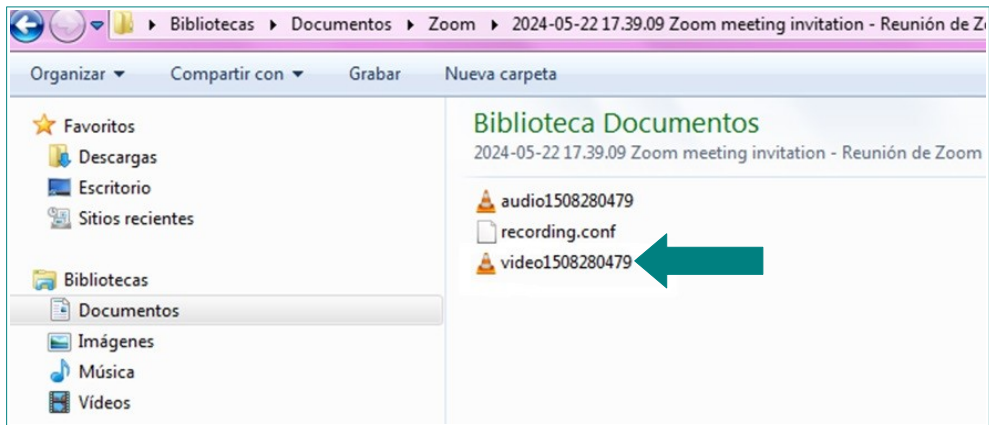 Bibliotecas ▸ Documentos ▸ Zoom ▸ 2024-05-22 17.39.09 Zoom meeting invitation - Reunión de Z
Organizar Compartir con Grabar Nueva carpeta
Favoritos
Descargas
Escritorio
Sitios recientes
Bibliotecas
Documentos
Imágenes
Música
Vídeos
Biblioteca Documentos
2024-05-22 17.39.09 Zoom meeting invitation - Reunión de Zoom
audio1508280479
recording.conf
video1508280479